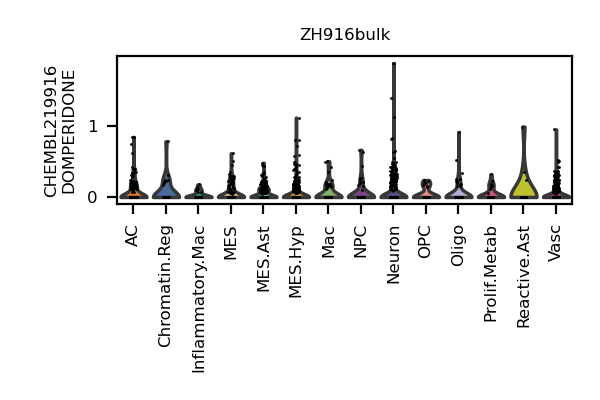 ZH916bulk
CHEMBL219916
DOMPERIDONE
1
0
AC
Chromatin.Reg
Inflammatory.Mac
MES
MES.Ast
MES.Hyp
Mac
NPC
Neuron
OPC
Oligo
Prolif.Metab
Reactive.Ast
Vasc